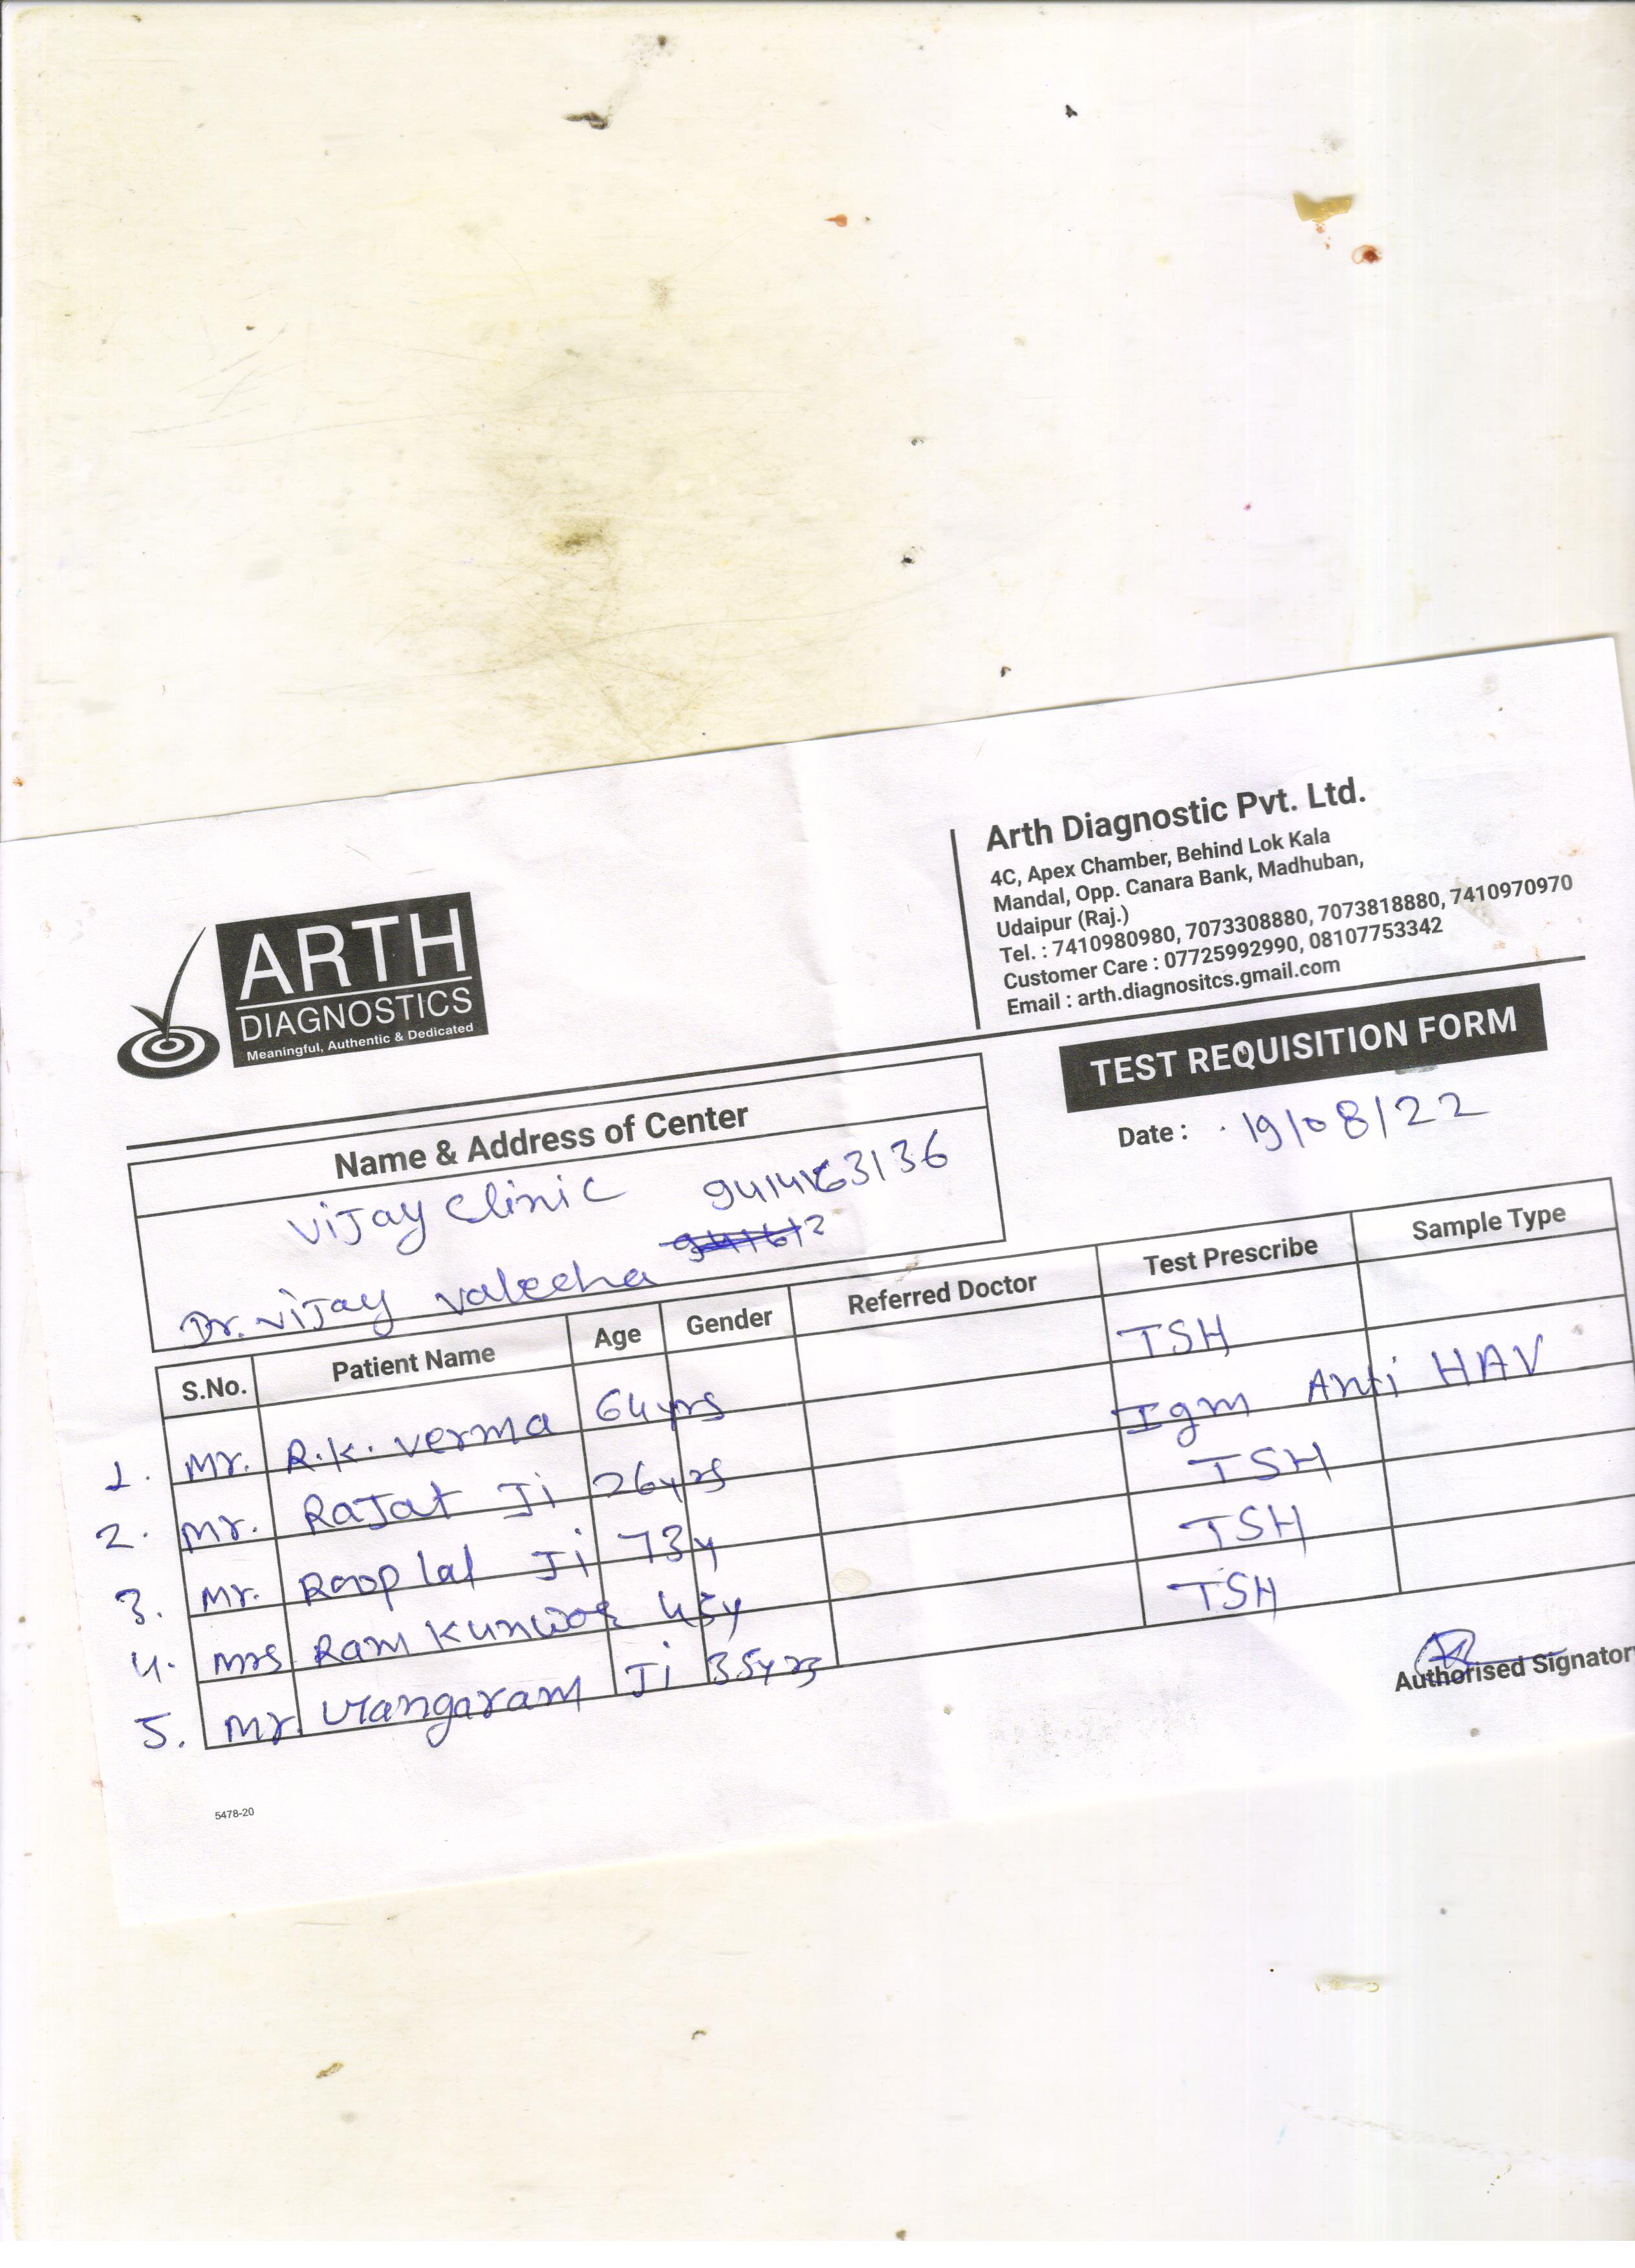 ARTH
DIAGNOSTICS
Meaningful, Authentic & Dedicated
Arth Diagnostic Pvt. Ltd.
4C, Apex Chamber, Behind Lok Kala
Mandal, Opp. Canara Bank, Madhuban,
Udaipur (Raj.)
Tel. : 7410980980, 7073308880, 7073818880, 7410970970
Customer Care : 07725992990, 08107753342
Email : arth.diagnositcs.gmail.com
TEST REQUISITION FORM
Date : 19/08/22
Name & Address of Center
Vijay Clinic 9414163136
Dr. Vijay Valecha
S.No. Patient Name Age Gender Referred Doctor Test Prescribe Sample Type
1. Mr. R.K. Verma 64yrs TSH
2. Mr. Rajat Ji 26yrs Igm Anti HAV
3. Mr. Roop lal Ji 73y TSH
4. Mrs Ram Kunwor 45y TSH
5. Mr. Ji 35yrs TSH
Authorised Signator
5478-20